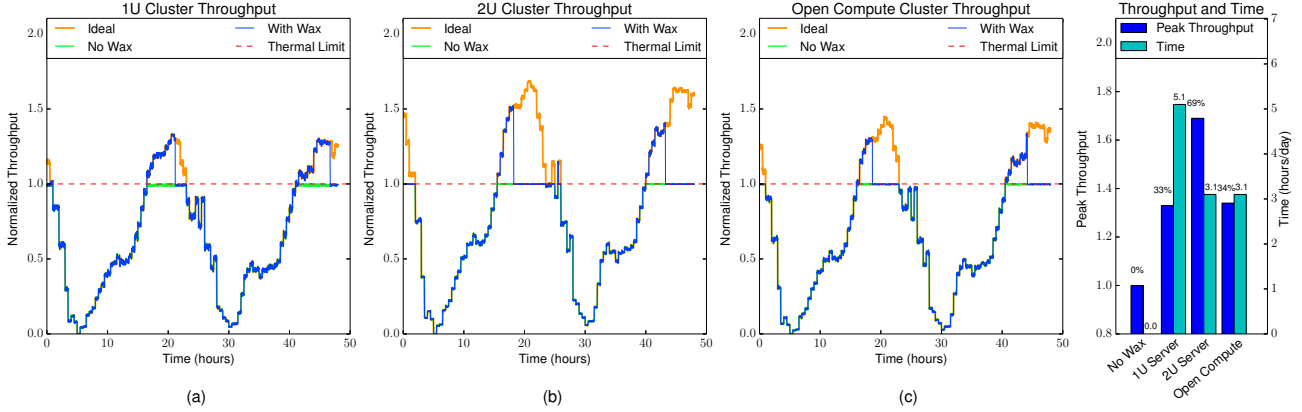 1U Cluster Throughput
Ideal
With Wax
No Wax
Thermal Limit
2.0
1.5
1.0
0.5
0.0
Normalized Throughput
0 10 20 30 40 50
Time (hours)
(a)
2U Cluster Throughput
Ideal
With Wax
No Wax
Thermal Limit
2.0
1.5
1.0
0.5
0.0
Normalized Throughput
0 10 20 30 40 50
Time (hours)
(b)
Open Compute Cluster Throughput
Ideal
With Wax
No Wax
Thermal Limit
2.0
1.5
1.0
0.5
0.0
Normalized Throughput
0 10 20 30 40 50
Time (hours)
(c)
Throughput and Time
Peak Throughput
Time
2.0
1.8
1.6
1.4
1.2
1.0
0.8
Peak Throughput
7
6
5
4
3
2
1
0
Time (hours/day)
0%
0.0
33%
5.1
69%
3.1
34%
3.1
No Wax
1U Server
2U Server
Open Compute